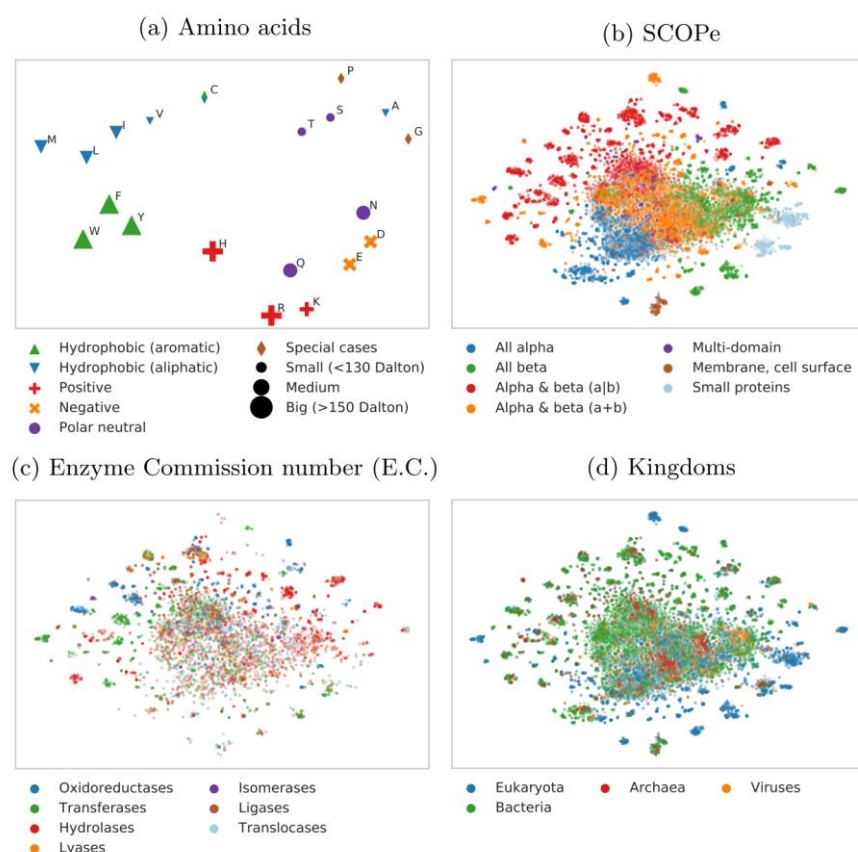 (a) Amino acids
(b) SCOPe
P
C
S
A
V
T
I
G
M
L
F
N
Y
W
D
H
E
Q
K
R
Hydrophobic (aromatic)
Hydrophobic (aliphatic)
Positive
Negative
Polar neutral
Special cases
Small (<130 Dalton)
Medium
Big (>150 Dalton)
All alpha
All beta
Alpha & beta (a|b)
Alpha & beta (a+b)
Multi-domain
Membrane, cell surface
Small proteins
(c) Enzyme Commission number (E.C.)
(d) Kingdoms
Oxidoreductases
Transferases
Hydrolases
Lyases
Isomerases
Ligases
Translocases
Eukaryota
Bacteria
Archaea
Viruses